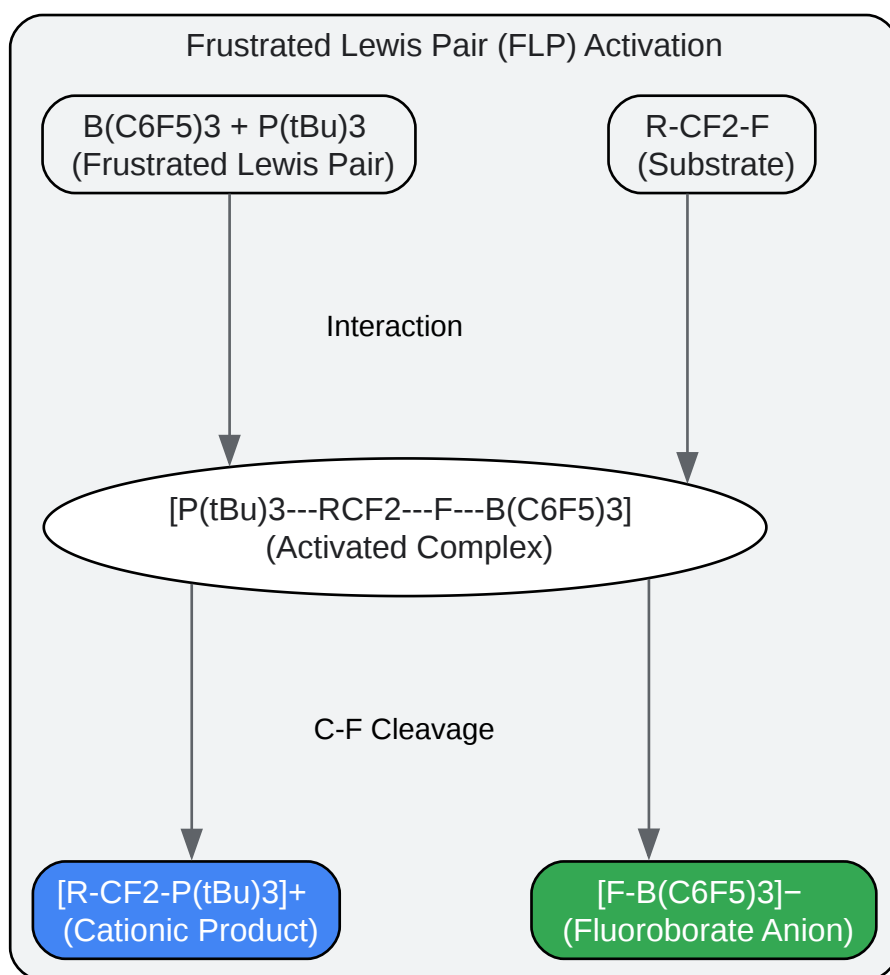 Frustrated Lewis Pair (FLP) Activation
B(C6F5)3 + P(tBu)3
(Frustrated Lewis Pair)
R-CF2-F
(Substrate)
Interaction
[P(tBu)3---RCF2---F---B(C6F5)3]
(Activated Complex)
C-F Cleavage
[R-CF2-P(tBu)3]+
(Cationic Product)
[F-B(C6F5)3]−
(Fluoroborate Anion)